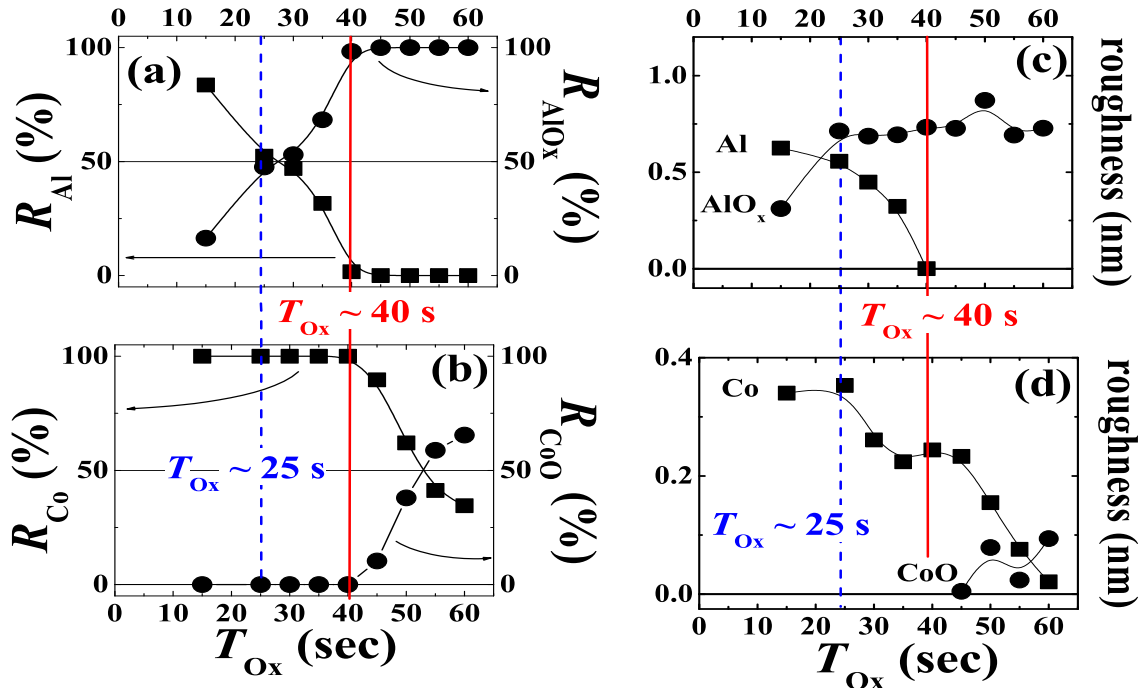 0 10 20 30 40 50 60
100
50
0
R_Al (%)
(a)
100
50
0
R_AlOx (%)
T_Ox ~ 40 s
100
50
0
R_Co (%)
(b)
T_Ox ~ 25 s
100
50
0
R_CoO (%)
0 10 20 30 40 50 60
T_Ox (sec)
0 10 20 30 40 50 60
1.0
0.5
0.0
(c)
Al
AlO_x
roughness (nm)
T_Ox ~ 40 s
0.4
0.2
0.0
(d)
Co
T_Ox ~ 25 s
CoO
roughness (nm)
0 10 20 30 40 50 60
T_Ox (sec)